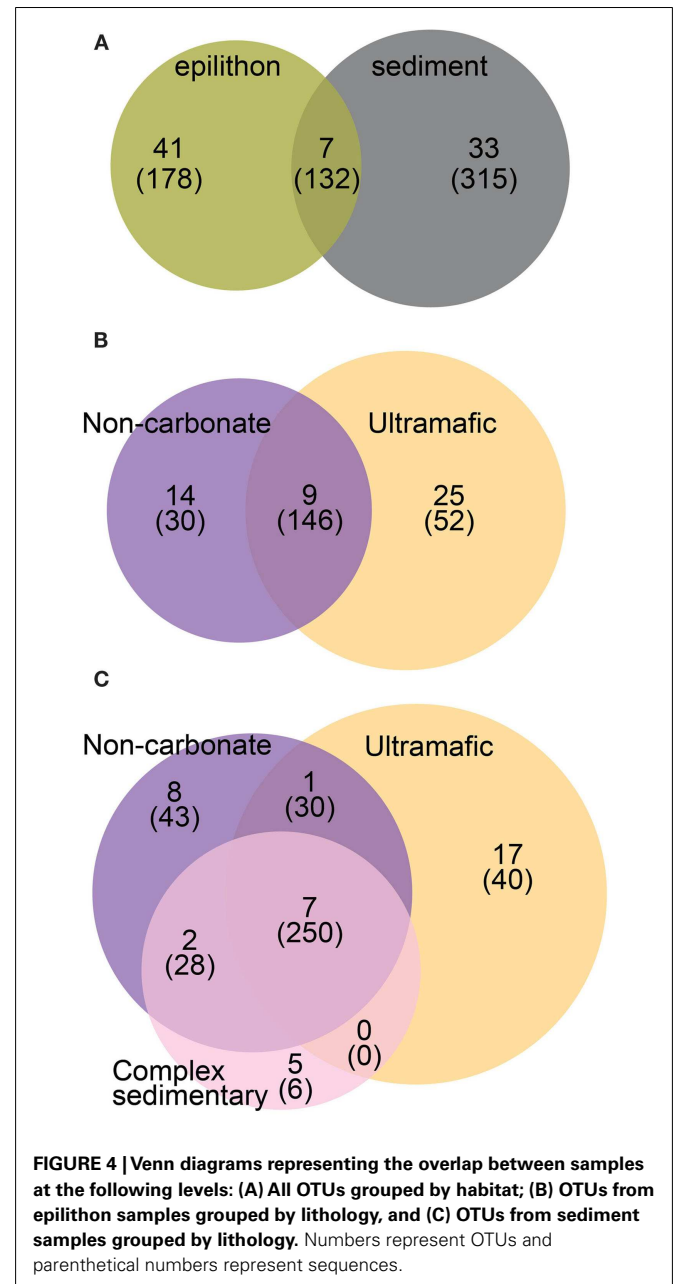 A
epilithon sediment
41 7 33
(178) (132) (315)
B
Non-carbonate Ultramafic
14 9 25
(30) (146) (52)
C
Non-carbonate Ultramafic
8 1
(43) (30)
17
(40)
7
(250)
2
(28)
0
(0)
5
(6)
Complex
sedimentary
FIGURE 4 | Venn diagrams representing the overlap between samples
at the following levels: (A) All OTUs grouped by habitat; (B) OTUs from
epilithon samples grouped by lithology, and (C) OTUs from sediment
samples grouped by lithology. Numbers represent OTUs and
parenthetical numbers represent sequences.